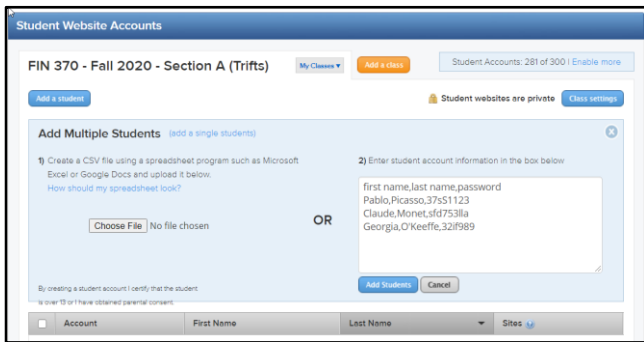 Student Website Accounts
FIN 370 - Fall 2020 - Section A (Trifts)
My Classes ▾
Add a class
Student Accounts: 281 of 300 | Enable more
Add a student
Student websites are private
Class settings
Add Multiple Students (add a single students)
1) Create a CSV file using a spreadsheet program such as Microsoft
Excel or Google Docs and upload it below.
How should my spreadsheet look?
Choose File No file chosen
OR
2) Enter student account information in the box below
first name,last name,password
Pablo,Picasso,37sS1123
Claude,Monet,sfd753lla
Georgia,O'Keeffe,32if989
Add Students
Cancel
By creating a student account I certify that the student
is over 13 or I have obtained parental consent.
Account
First Name
Last Name
Sites